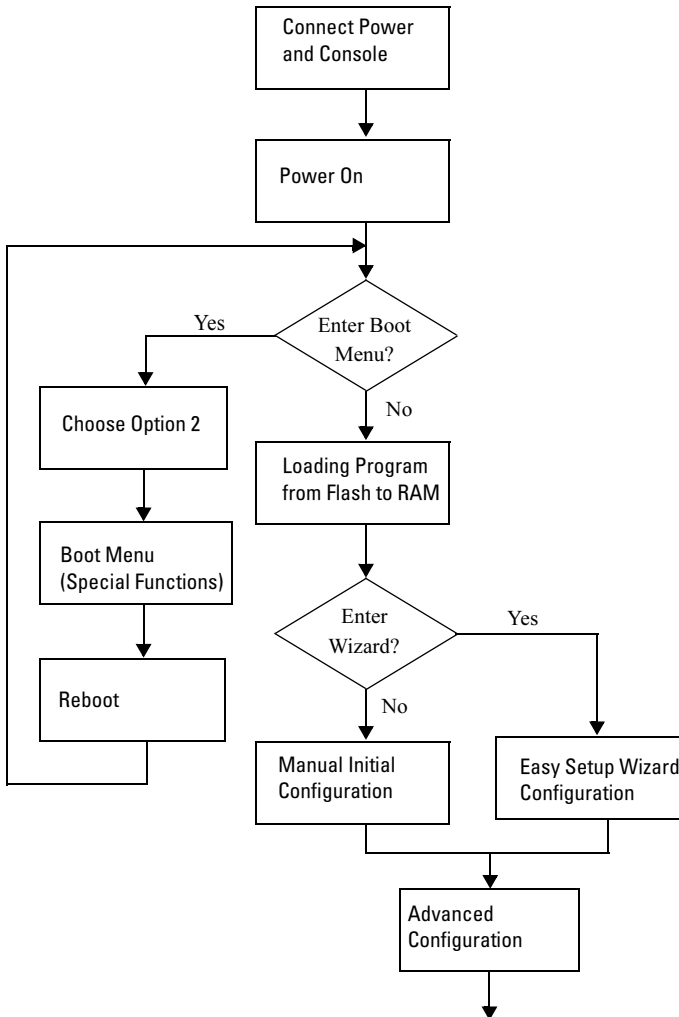 Connect Power
and Console
Power On
Enter Boot
Menu?
Yes
No
Choose Option 2
Loading Program
from Flash to RAM
Boot Menu
(Special Functions)
Enter
Wizard?
Yes
No
Reboot
Manual Initial
Configuration
Easy Setup Wizard
Configuration
Advanced
Configuration